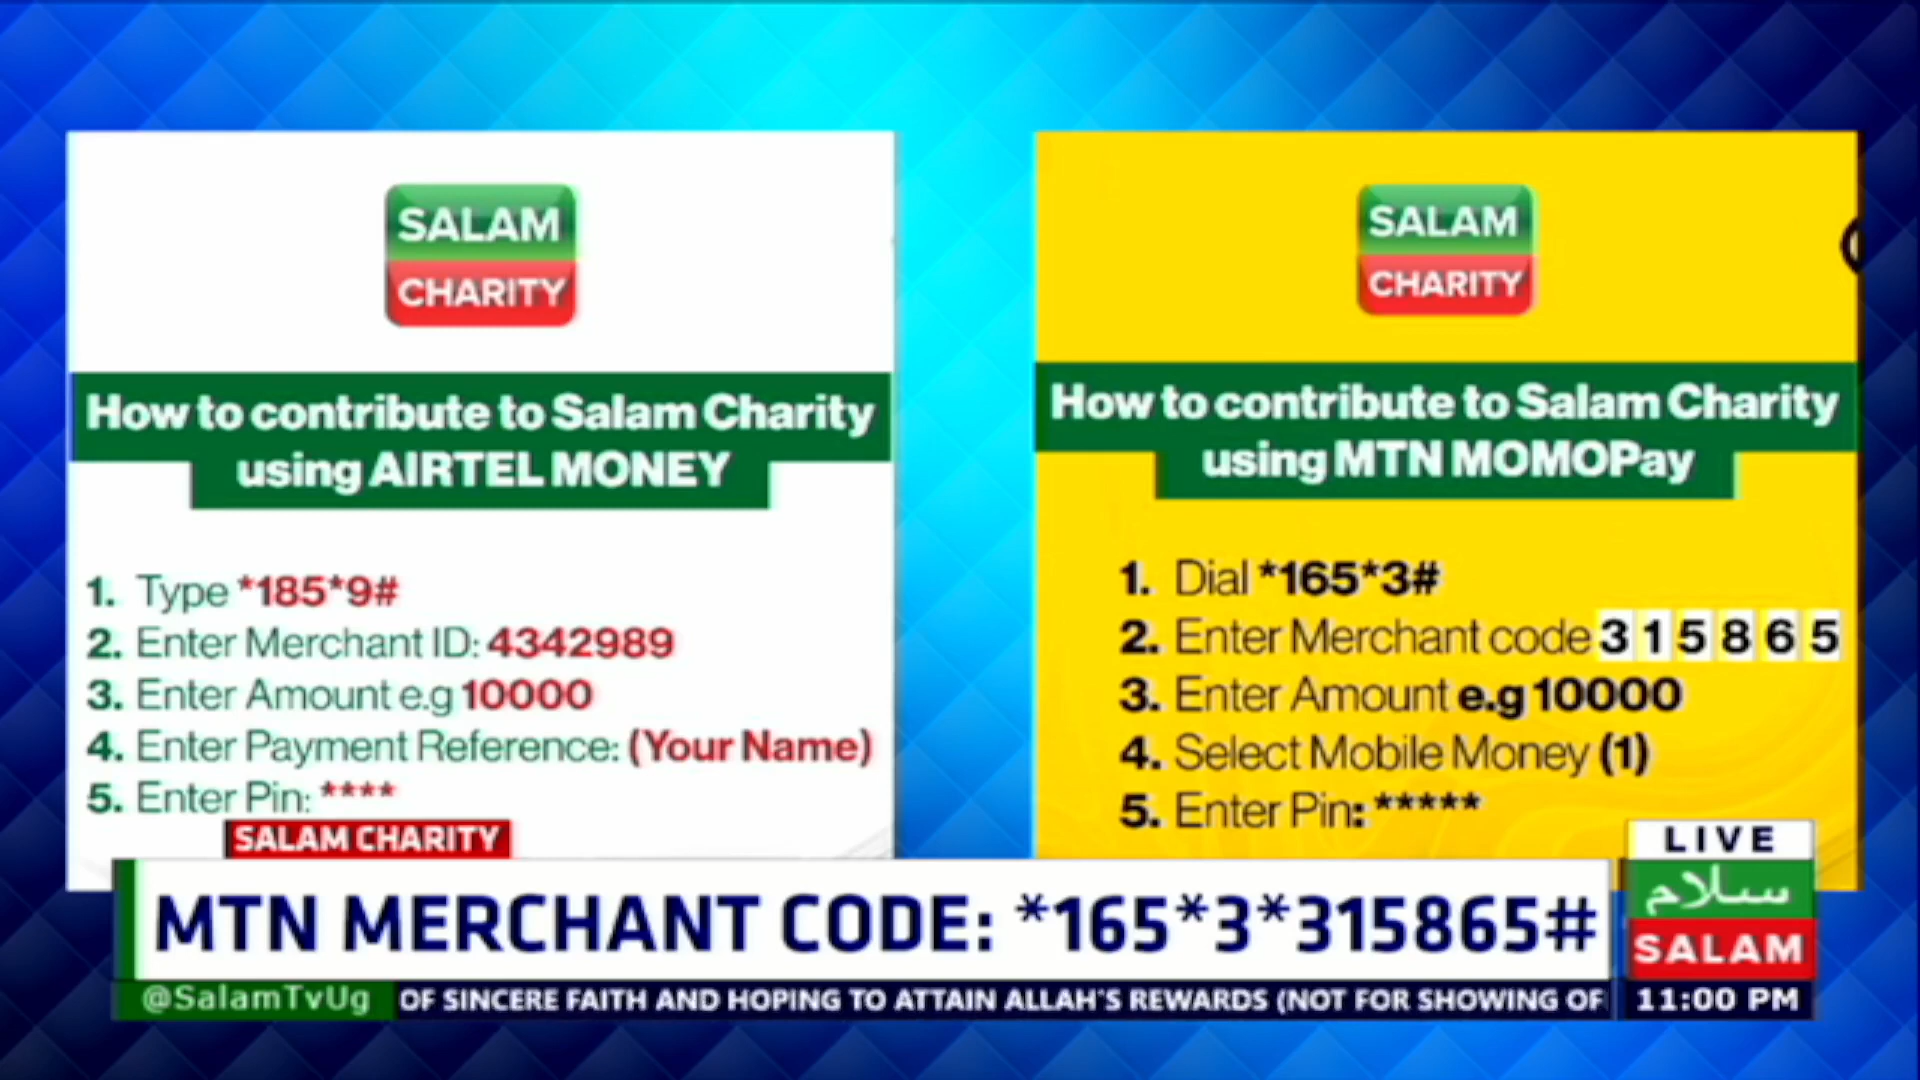 SALAM
CHARITY
How to contribute to Salam Charity
using AIRTEL MONEY
1. Type *185*9#
2. Enter Merchant ID: 4342989
3. Enter Amount e.g 10000
4. Enter Payment Reference: (Your Name)
5. Enter Pin: ****
SALAM
CHARITY
How to contribute to Salam Charity
using MTN MOMOPay
1. Dial *165*3#
2. Enter Merchant code 315865
3. Enter Amount e.g 10000
4. Select Mobile Money (1)
5. Enter Pin: *****
SALAM CHARITY
MTN MERCHANT CODE: *165*3*315865#
@SalamTvUg OF SINCERE FAITH AND HOPING TO ATTAIN ALLAH'S REWARDS (NOT FOR SHOWING OF
LIVE
سلام
SALAM
11:00 PM